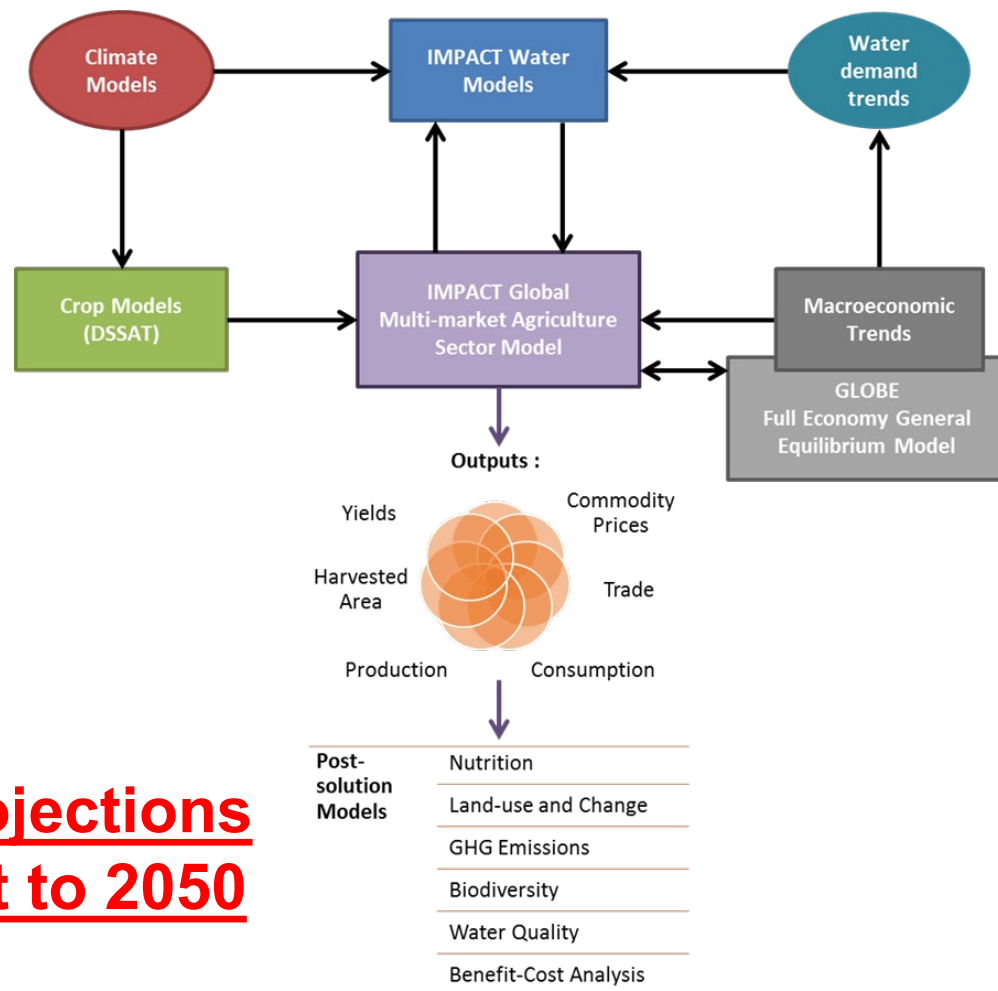 Climate
Models
IMPACT Water
Models
Water
demand
trends
Crop Models
(DSSAT)
IMPACT Global
Multi-market Agriculture
Sector Model
Macroeconomic
Trends
GLOBE
Full Economy General
Equilibrium Model
Outputs :
Yields
Commodity
Prices
Harvested
Area
Trade
Production
Consumption
Post-
solution
Models
Nutrition
Land-use and Change
GHG Emissions
Biodiversity
Water Quality
Benefit-Cost Analysis
to 2050